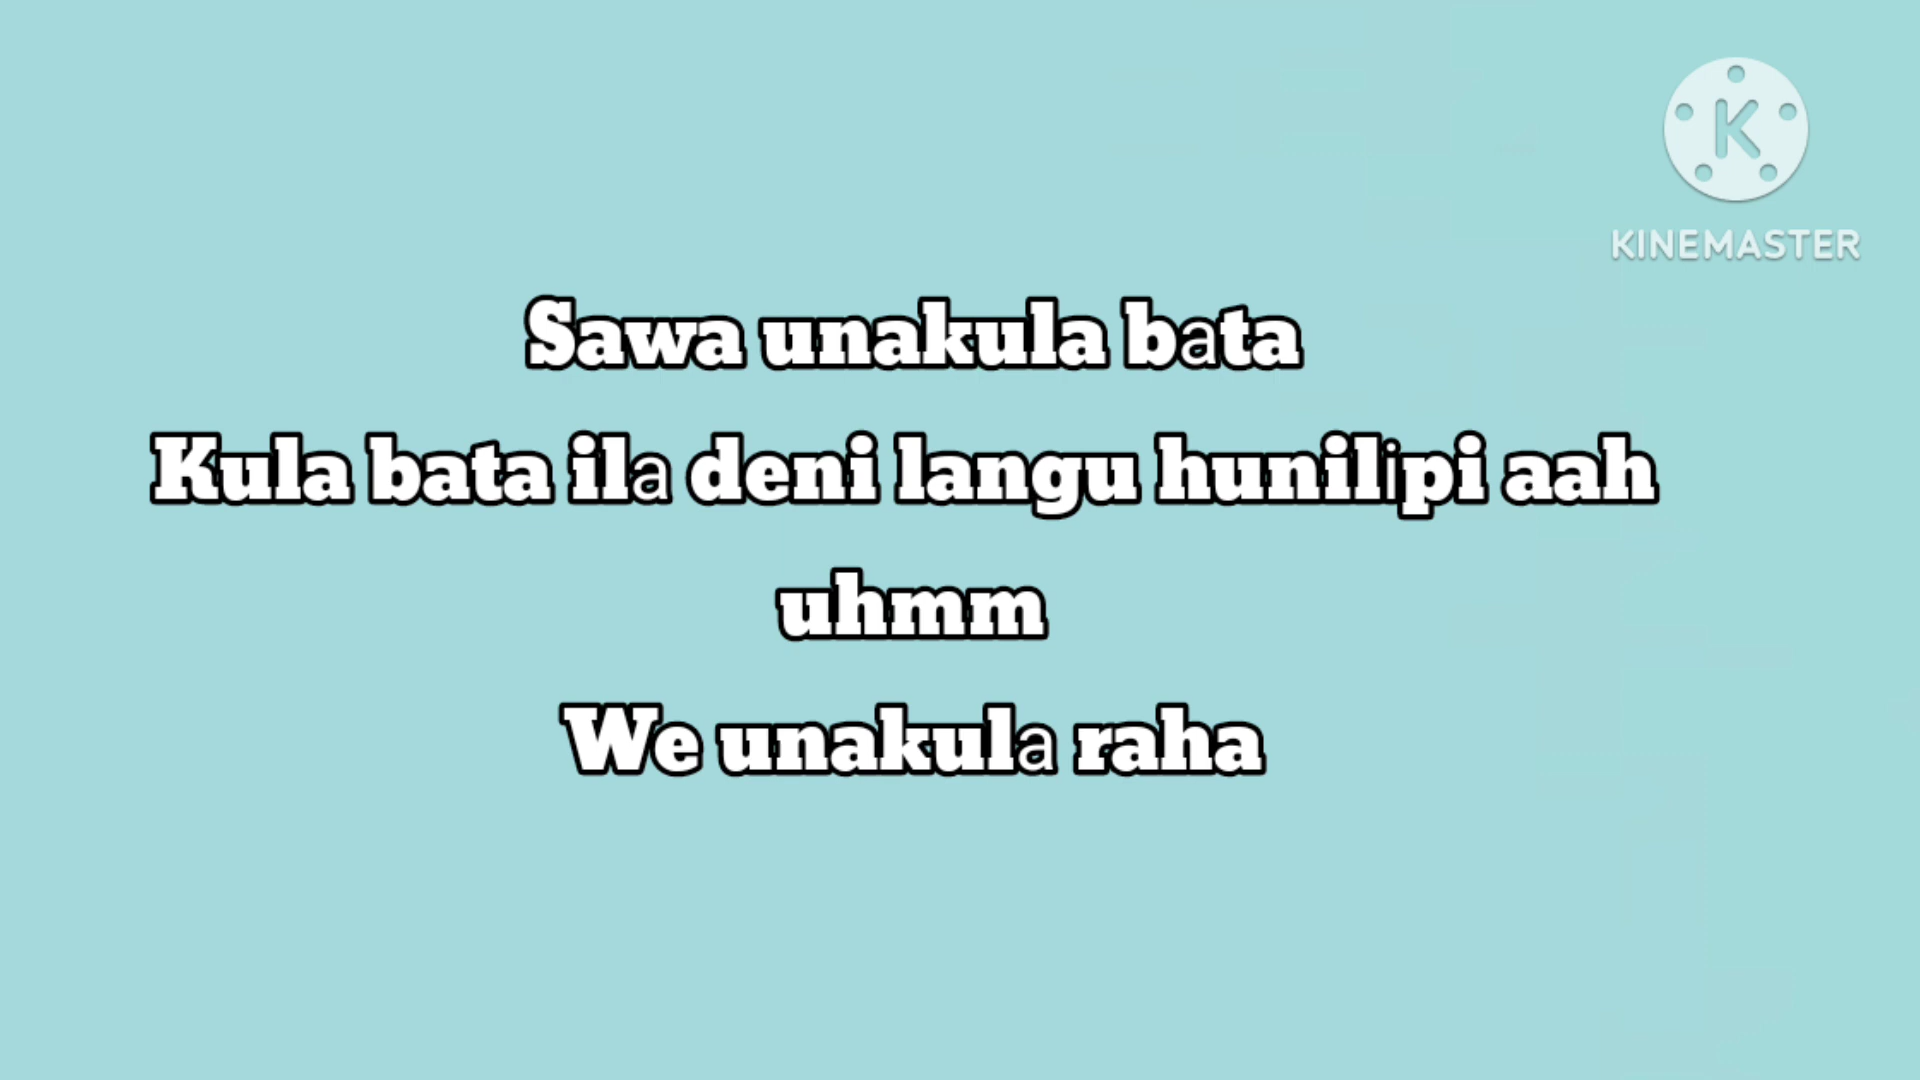 KINEMASTER
Sawa unakula bata
Kula bata ila deni langu hunilipi aah
uhmm
We unakula raha